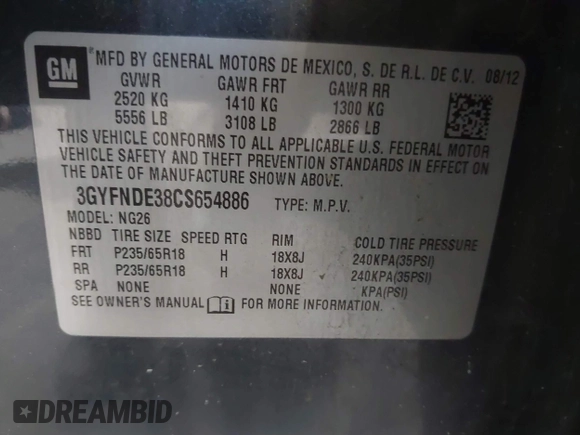 GM
MFD BY GENERAL MOTORS DE MEXICO, S. DE R.L. DE C.V. 08/12
GVWR GAWR FRT GAWR RR
2520 KG 1410 KG 1300 KG
5556 LB 3108 LB 2866 LB
THIS VEHICLE CONFORMS TO ALL APPLICABLE U.S. FEDERAL MOTOR
VEHICLE SAFETY AND THEFT PREVENTION STANDARDS IN EFFECT ON
THE DATE OF MANUFACTURE SHOWN ABOVE.
3GYFNDE38CS654886 TYPE: M.P.V.
MODEL: NG26
NBBD TIRE SIZE SPEED RTG RIM COLD TIRE PRESSURE
FRT P235/65R18 H 18X8J 240KPA(35PSI)
RR P235/65R18 H 18X8J 240KPA(35PSI)
SPA NONE NONE KPA(PSI)
SEE OWNER'S MANUAL FOR MORE INFORMATION.
DREAMBID